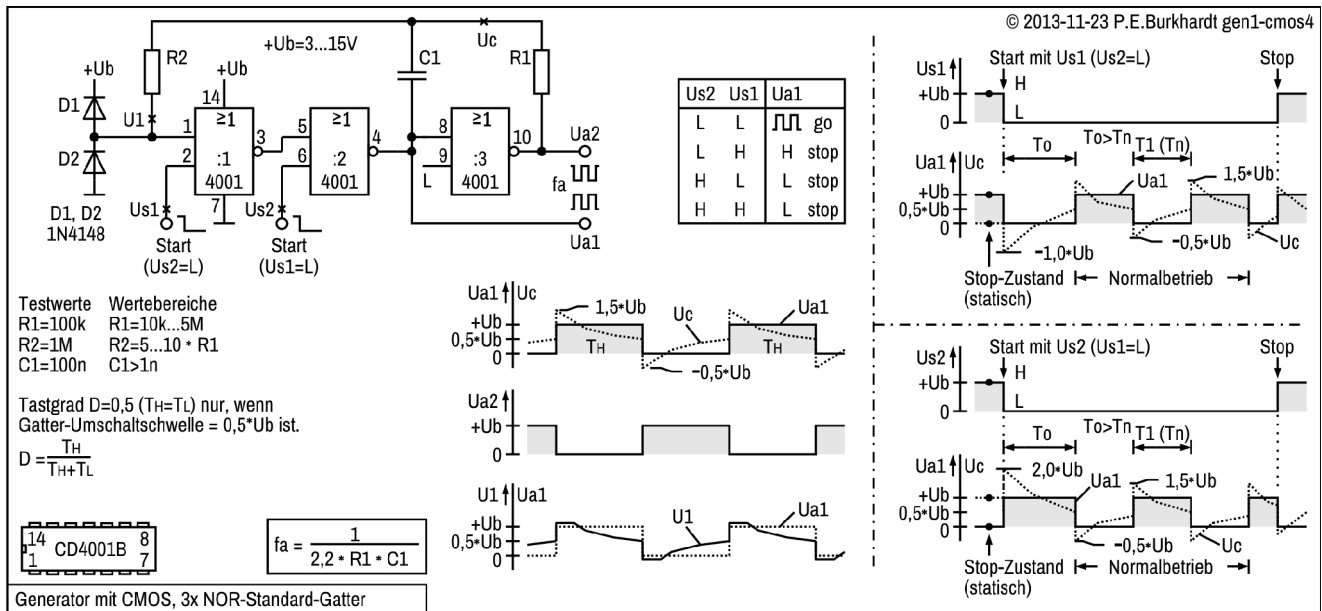 © 2013-11-23 P.E.Burkhardt gen1-cmos4
+Ub=3...15V
Uc
R2
C1
R1
+Ub
+Ub
D1
U1
14
D2
1
2
≥1
:1
4001
3
7
5
6
≥1
:2
4001
4
8
9
L
≥1
:3
4001
10
Ua2
fa
Ua1
D1, D2
1N4148
Us1
Start
(Us2=L)
Us2
Start
(Us1=L)
Us2 Us1 Ua1
L L go
L H H stop
H L L stop
H H L stop
Testwerte Wertebereiche
R1=100k R1=10k...5M
R2=1M R2=5...10 * R1
C1=100n C1>1n
Tastgrad D=0,5 (TH=TL) nur, wenn
Gatter-Umschaltschwelle = 0,5*Ub ist.
D = TH
TH+TL
14 8
CD4001B
1 7
fa = 1
2,2 * R1 * C1
Generator mit CMOS, 3x NOR-Standard-Gatter
Ua1 Uc
1,5*Ub
Uc
Ua1
+Ub
0,5*Ub
0
TH
TH
-0,5*Ub
Ua2
+Ub
0
U1 Ua1
+Ub
0,5*Ub
0
U1
Ua1
Us1
Start mit Us1 (Us2=L)
Stop
+Ub
H
L
0
To
To>Tn
T1 (Tn)
Ua1 Uc
Ua1
1,5*Ub
+Ub
0,5*Ub
0
-1,0*Ub
-0,5*Ub
Uc
Stop-Zustand
(statisch)
Normalbetrieb
Us2
Start mit Us2 (Us1=L)
Stop
+Ub
H
L
0
To
To>Tn
T1 (Tn)
Ua1 Uc
2,0*Ub
Ua1
1,5*Ub
+Ub
0,5*Ub
0
-0,5*Ub
Uc
Stop-Zustand
(statisch)
Normalbetrieb